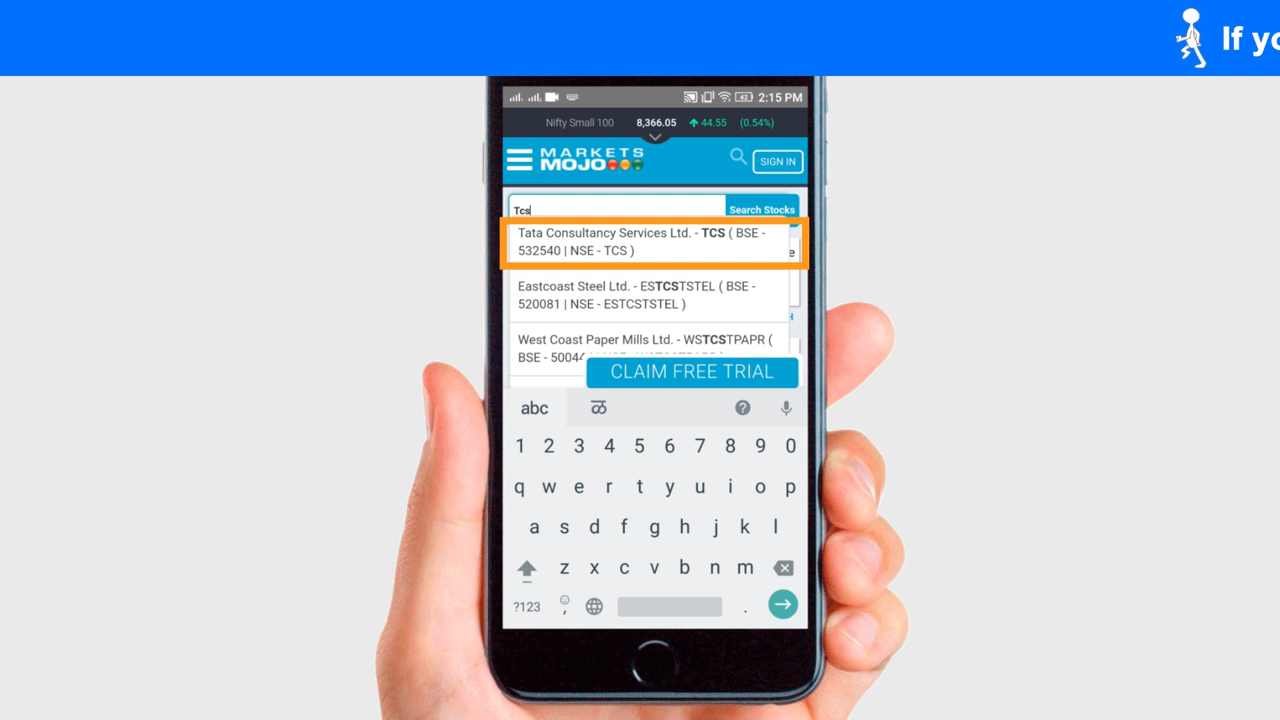 If yo
2:15 PM
Nifty Small 100 8,366.05 44.55 (0.54%)
MARKETS
MOJO
SIGN IN
Tcs
Search Stocks
Tata Consultancy Services Ltd. - TCS ( BSE -
532540 | NSE - TCS )
Eastcoast Steel Ltd. - ESTCSTSTEL ( BSE -
520081 | NSE - ESTCSTSTEL )
West Coast Paper Mills Ltd. - WSTCSTPAPR (
BSE - 5004
CLAIM FREE TRIAL
abc ळ
1 2 3 4 5 6 7 8 9 0
q w e r t y u i o p
a s d f g h j k l
z x c v b n m
?123 , .